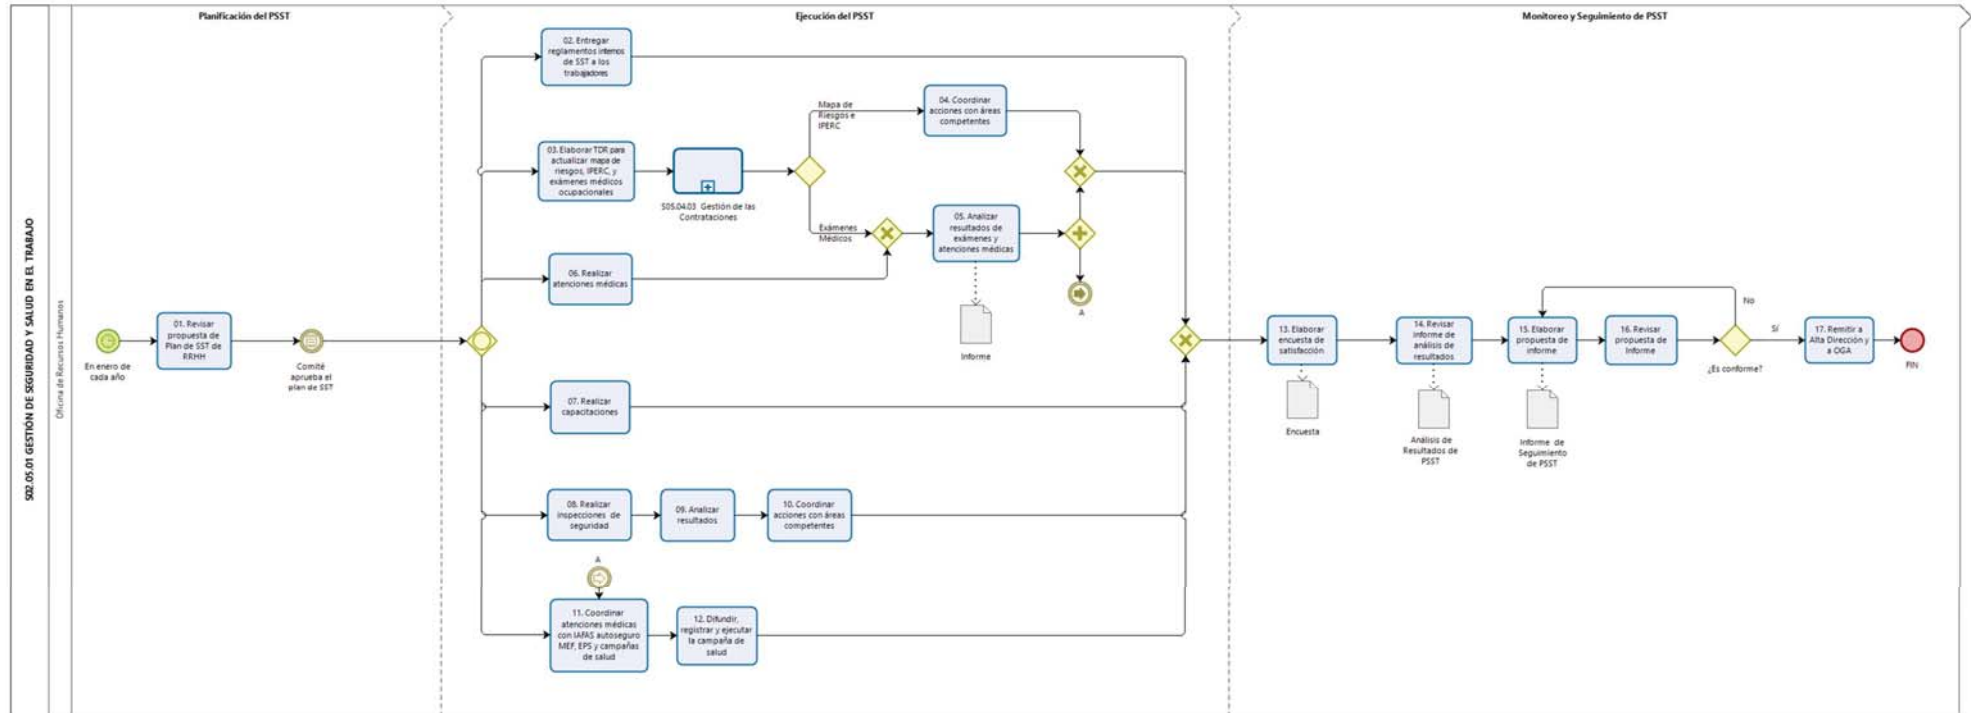 S02.05.01 GESTIÓN DE SEGURIDAD Y SALUD EN EL TRABAJO
Oficina de Recursos Humanos
Planificación del PSST
Ejecución del PSST
Monitoreo y Seguimiento de PSST
En enero de
cada año
01. Revisar
propuesta de
Plan de SST de
RRHH
Comité
aprueba el
plan de SST
02. Entregar
reglamentos internos
de SST a los
trabajadores
03. Elaborar TDR para
actualizar mapa de
riesgos, IPERC, y
exámenes médicos
ocupacionales
S05.04.03 Gestión de las
Contrataciones
Mapa de
Riesgos e
IPERC
04. Coordinar
acciones con áreas
competentes
Exámenes
Médicos
05. Analizar
resultados de
exámenes y
atenciones médicas
Informe
A
06. Realizar
atenciones médicas
07. Realizar
capacitaciones
08. Realizar
inspecciones de
seguridad
09. Analizar
resultados
10. Coordinar
acciones con áreas
competentes
A
11. Coordinar
atenciones médicas
con IAFAS autoseguro
MEF, EPS y campañas
de salud
12. Difundir,
registrar y ejecutar
la campaña de
salud
13. Elaborar
encuesta de
satisfacción
Encuesta
14. Revisar
informe de
análisis de
resultados
Análisis de
Resultados de
PSST
15. Elaborar
propuesta de
informe
Informe de
Seguimiento
de PSST
16. Revisar
propuesta de
Informe
No
¿Es conforme?
Sí
17. Remitir a
Alta Dirección y
a OGA
FIN